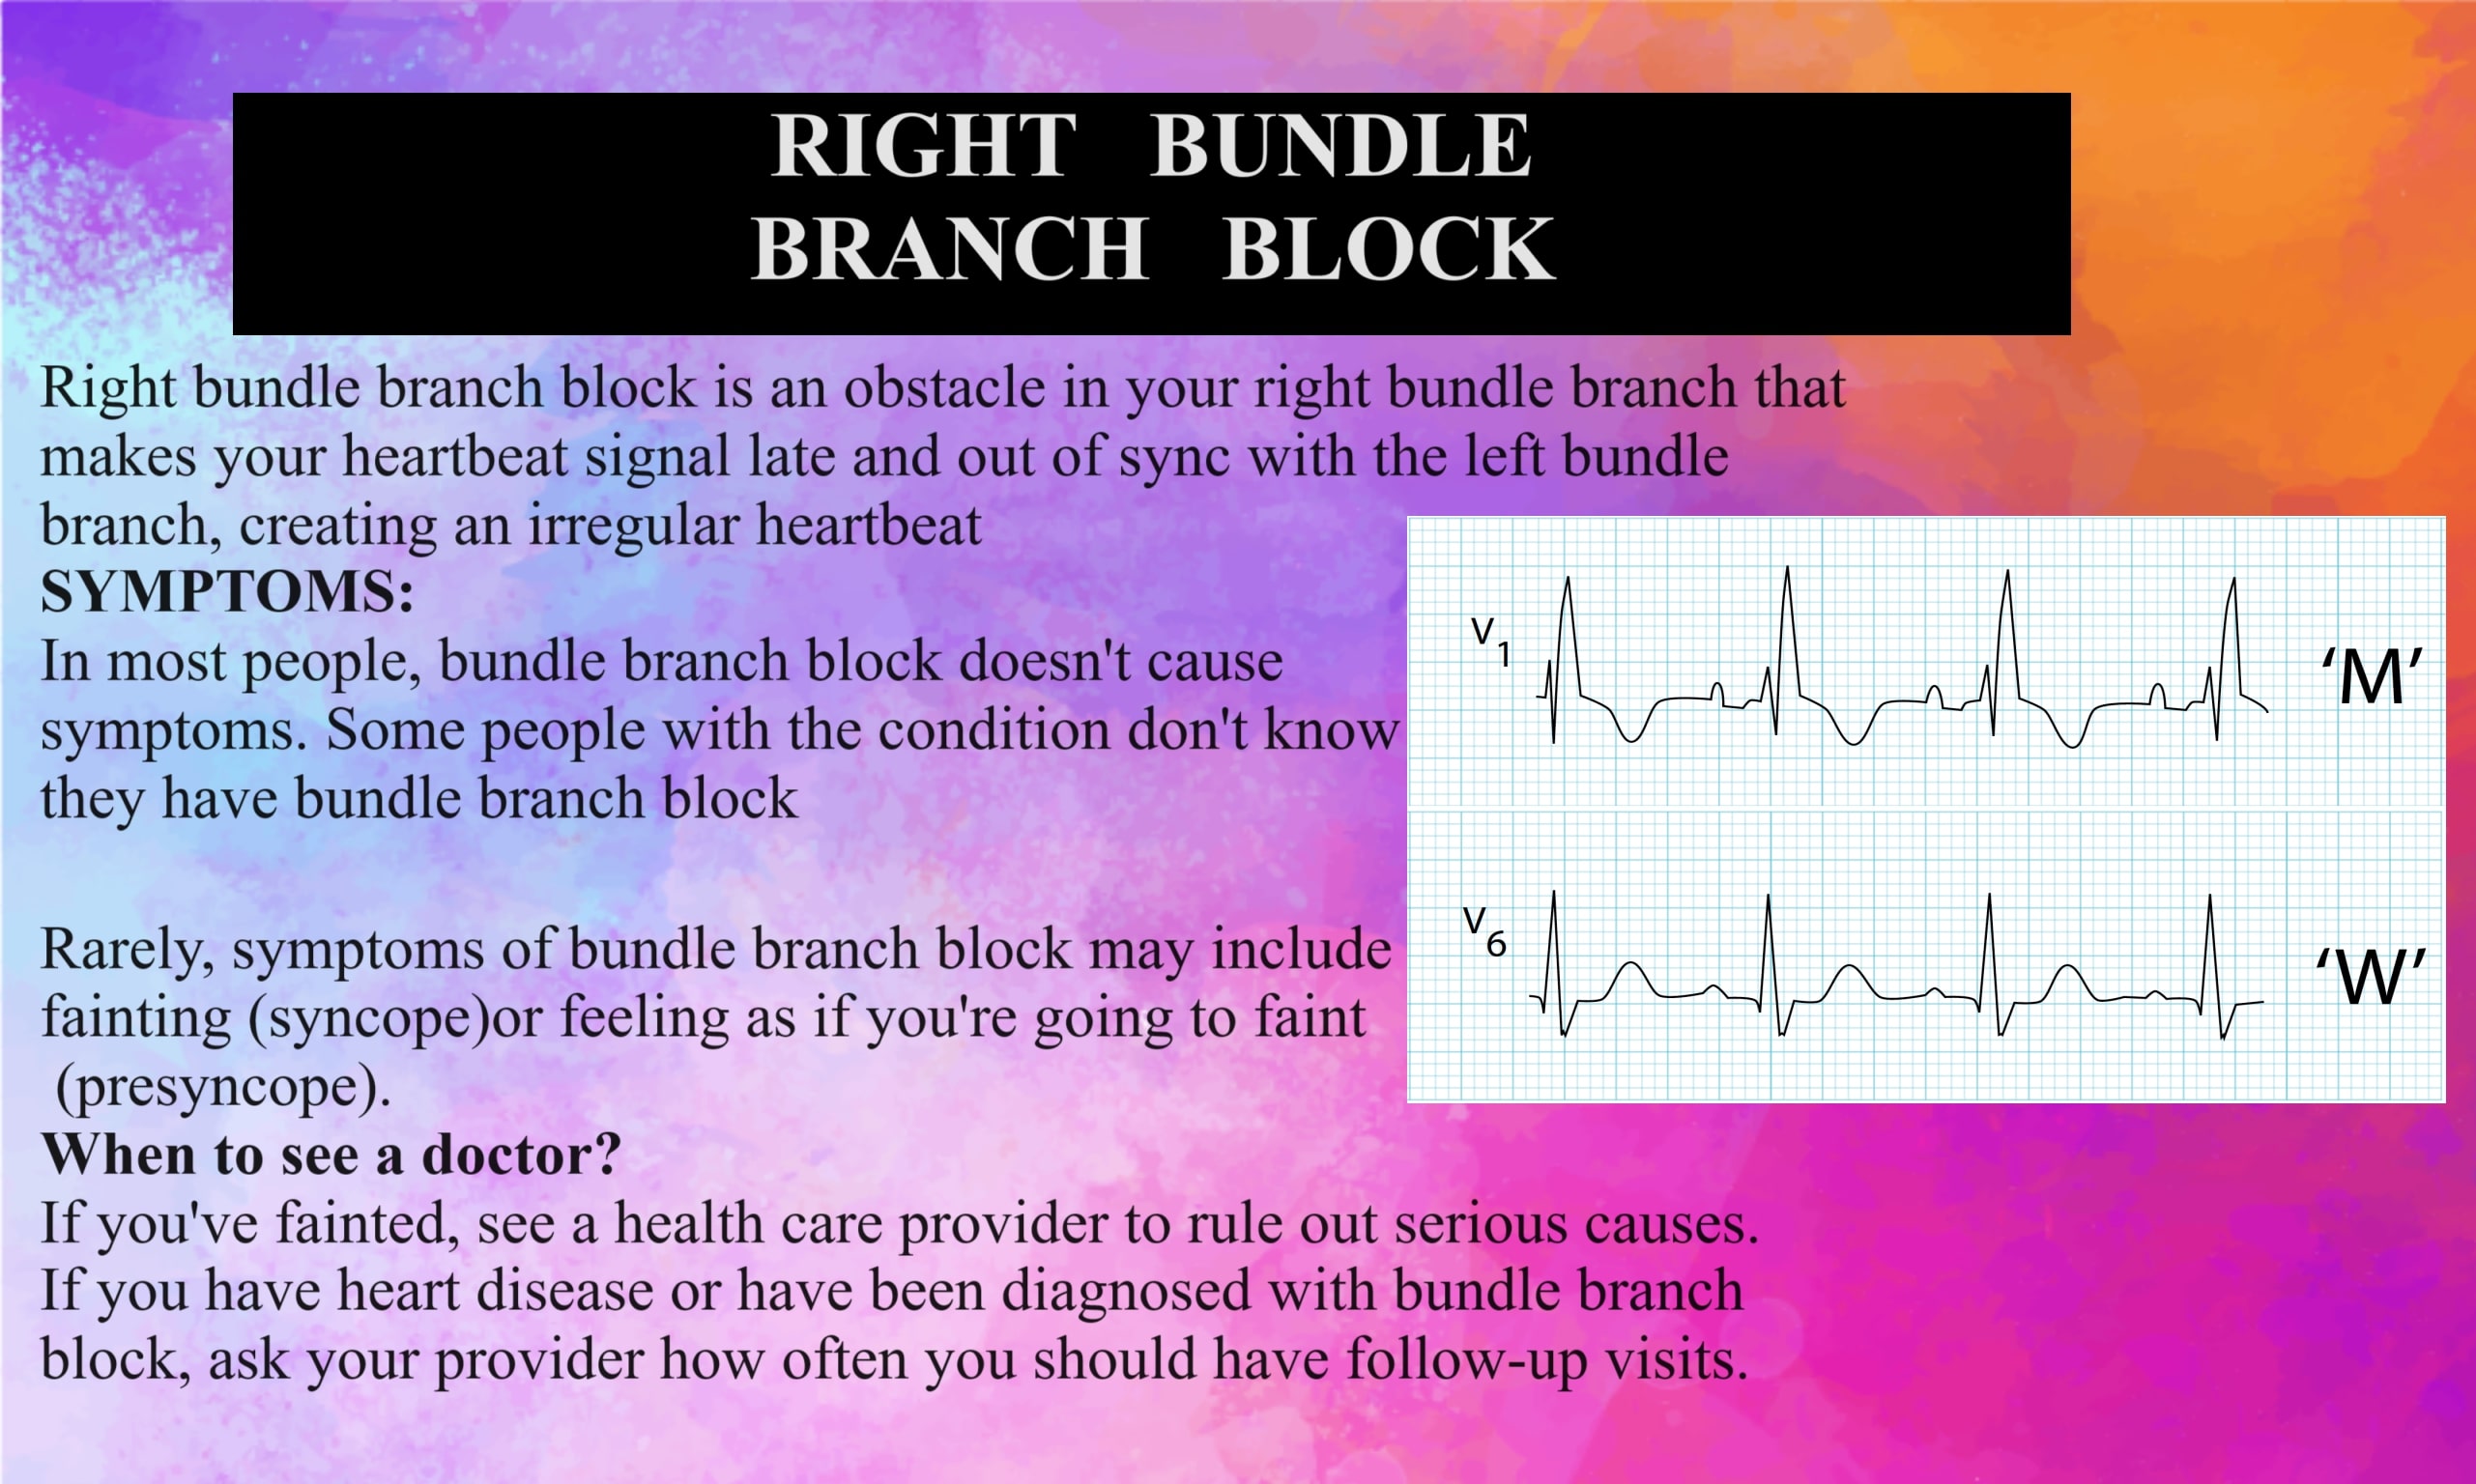 RIGHT BUNDLE
BRANCH BLOCK
Right bundle branch block is an obstacle in your right bundle branch that
makes your heartbeat signal late and out of sync with the left bundle
branch, creating an irregular heartbeat
SYMPTOMS:
In most people, bundle branch block doesn't cause
symptoms. Some people with the condition don't know
they have bundle branch block
Rarely, symptoms of bundle branch block may include
fainting (syncope)or feeling as if you're going to faint
(presyncope).
When to see a doctor?
If you've fainted, see a health care provider to rule out serious causes.
If you have heart disease or have been diagnosed with bundle branch
block, ask your provider how often you should have follow-up visits.
V1
‘M’
V6
‘W’